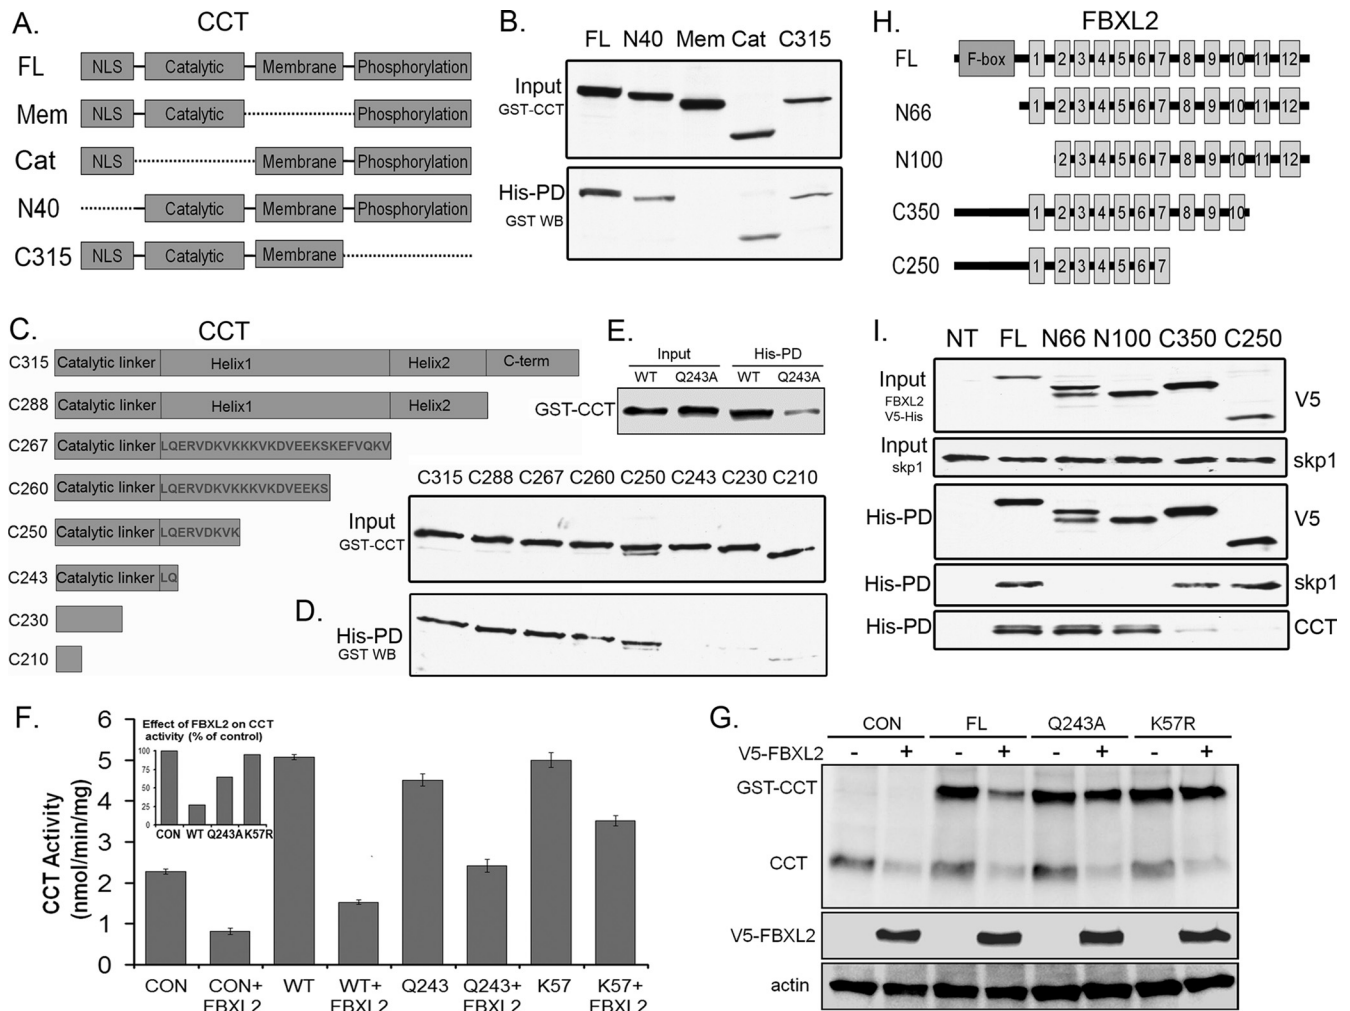 A. CCT
FL NLS Catalytic Membrane Phosphorylation
Mem NLS Catalytic Phosphorylation
Cat NLS Membrane Phosphorylation
N40 Catalytic Membrane Phosphorylation
C315 NLS Catalytic Membrane
B.
FL N40 Mem Cat C315
Input
GST-CCT
His-PD
GST WB
H. FBXL2
FL F-box 1 2 3 4 5 6 7 8 9 10 11 12
N66 1 2 3 4 5 6 7 8 9 10 11 12
N100 2 3 4 5 6 7 8 9 10 11 12
C350 1 2 3 4 5 6 7 8 9 10
C250 1 2 3 4 5 6 7
C. CCT
C315 Catalytic linker Helix1 Helix2 C-term
C288 Catalytic linker Helix1 Helix2
C267 Catalytic linker LQERVDKVKKKVKDVEEKSKEFVQKV
C260 Catalytic linker LQERVDKVKKKVKDVEEKS
C250 Catalytic linker LQERVDKVK
C243 Catalytic linker LQ
C230
C210
E.
Input His-PD
WT Q243A WT Q243A
GST-CCT
D.
C315 C288 C267 C260 C250 C243 C230 C210
Input
GST-CCT
His-PD
GST WB
I.
NT FL N66 N100 C350 C250
Input
FBXL2
V5-His
V5
Input
skp1
skp1
His-PD V5
His-PD skp1
His-PD CCT
F.
CCT Activity
(nmol/min/mg)
6
5
4
3
2
1
0
Effect of FBXL2 on CCT
activity (% of control)
100
75
50
25
0
CON WT Q243A K57R
CON CON+ WT WT+ Q243 Q243+ K57 K57+
FBXL2 FBXL2 FBXL2 FBXL2
G.
CON FL Q243A K57R
V5-FBXL2 - + - + - + - +
GST-CCT
CCT
V5-FBXL2
actin